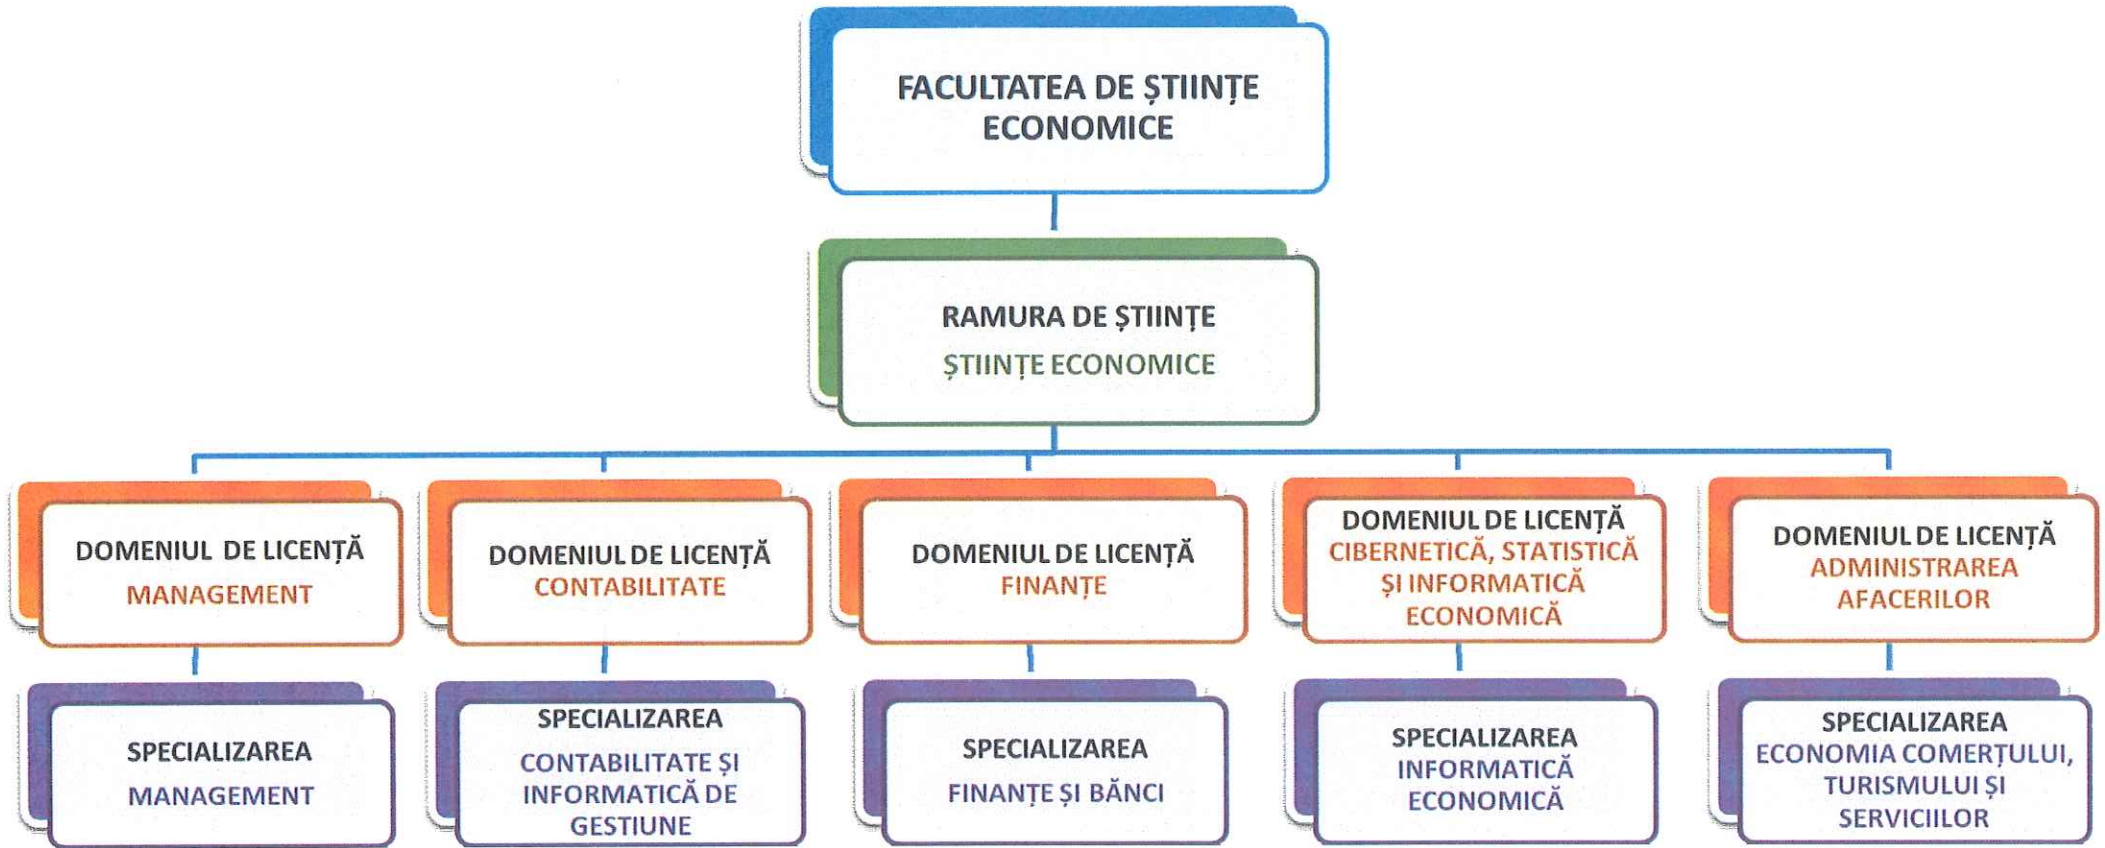 FACULTATEA DE ȘTIINȚE
ECONOMICE
RAMURA DE ȘTIINȚE
ȘTIINȚE ECONOMICE
DOMENIUL DE LICENȚĂ
MANAGEMENT
DOMENIUL DE LICENȚĂ
CONTABILITATE
DOMENIUL DE LICENȚĂ
FINANȚE
DOMENIUL DE LICENȚĂ
CIBERNETICĂ, STATISTICĂ
ȘI INFORMATICĂ
ECONOMICĂ
DOMENIUL DE LICENȚĂ
ADMINISTRAREA
AFACERILOR
SPECIALIZAREA
MANAGEMENT
SPECIALIZAREA
CONTABILITATE ȘI
INFORMATICĂ DE
GESTIUNE
SPECIALIZAREA
FINANȚE ȘI BĂNCI
SPECIALIZAREA
INFORMATICĂ
ECONOMICĂ
SPECIALIZAREA
ECONOMIA COMERȚULUI,
TURISMULUI ȘI
SERVICIILOR